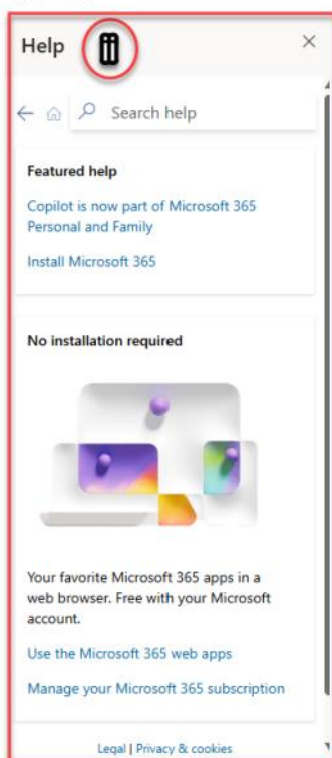 Help ii
Search help
Featured help
Copilot is now part of Microsoft 365
Personal and Family
Install Microsoft 365
No installation required
Your favorite Microsoft 365 apps in a
web browser. Free with your Microsoft
account.
Use the Microsoft 365 web apps
Manage your Microsoft 365 subscription
Legal | Privacy & cookies